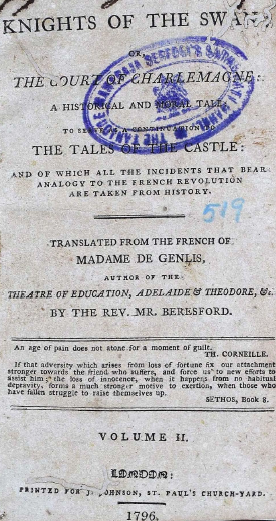 KNIGHTS OF THE SWAN
OR,
THE COURT OF CHARLEMAGNE:
A HISTORICAL AND MORAL TALE,
TO SERVE AS A CONTINUATION TO
THE TALES OF THE CASTLE:
AND OF WHICH ALL THE INCIDENTS THAT BEAR
ANALOGY TO THE FRENCH REVOLUTION
ARE TAKEN FROM HISTORY.
519
TRANSLATED FROM THE FRENCH OF
MADAME DE GENLIS,
AUTHOR OF THE
THEATRE OF EDUCATION, ADELAIDE & THEODORE, &c.
BY THE REV. MR. BERESFORD.
An age of pain does not atone for a moment of guilt.
TH. CORNEILLE.
If that adversity which arises from loss of fortune fix our attachment
stronger towards the friend who suffers, and force us to new efforts to
assist him; the loss of innocence, when it happens from no habitual
depravity, forms a much stronger motive to exertion, when those who
have fallen struggle to raise themselves up.
SETHOS, Book 8.
VOLUME II.
LONDON:
PRINTED FOR J. JOHNSON, ST. PAUL'S CHURCH-YARD.
1796.